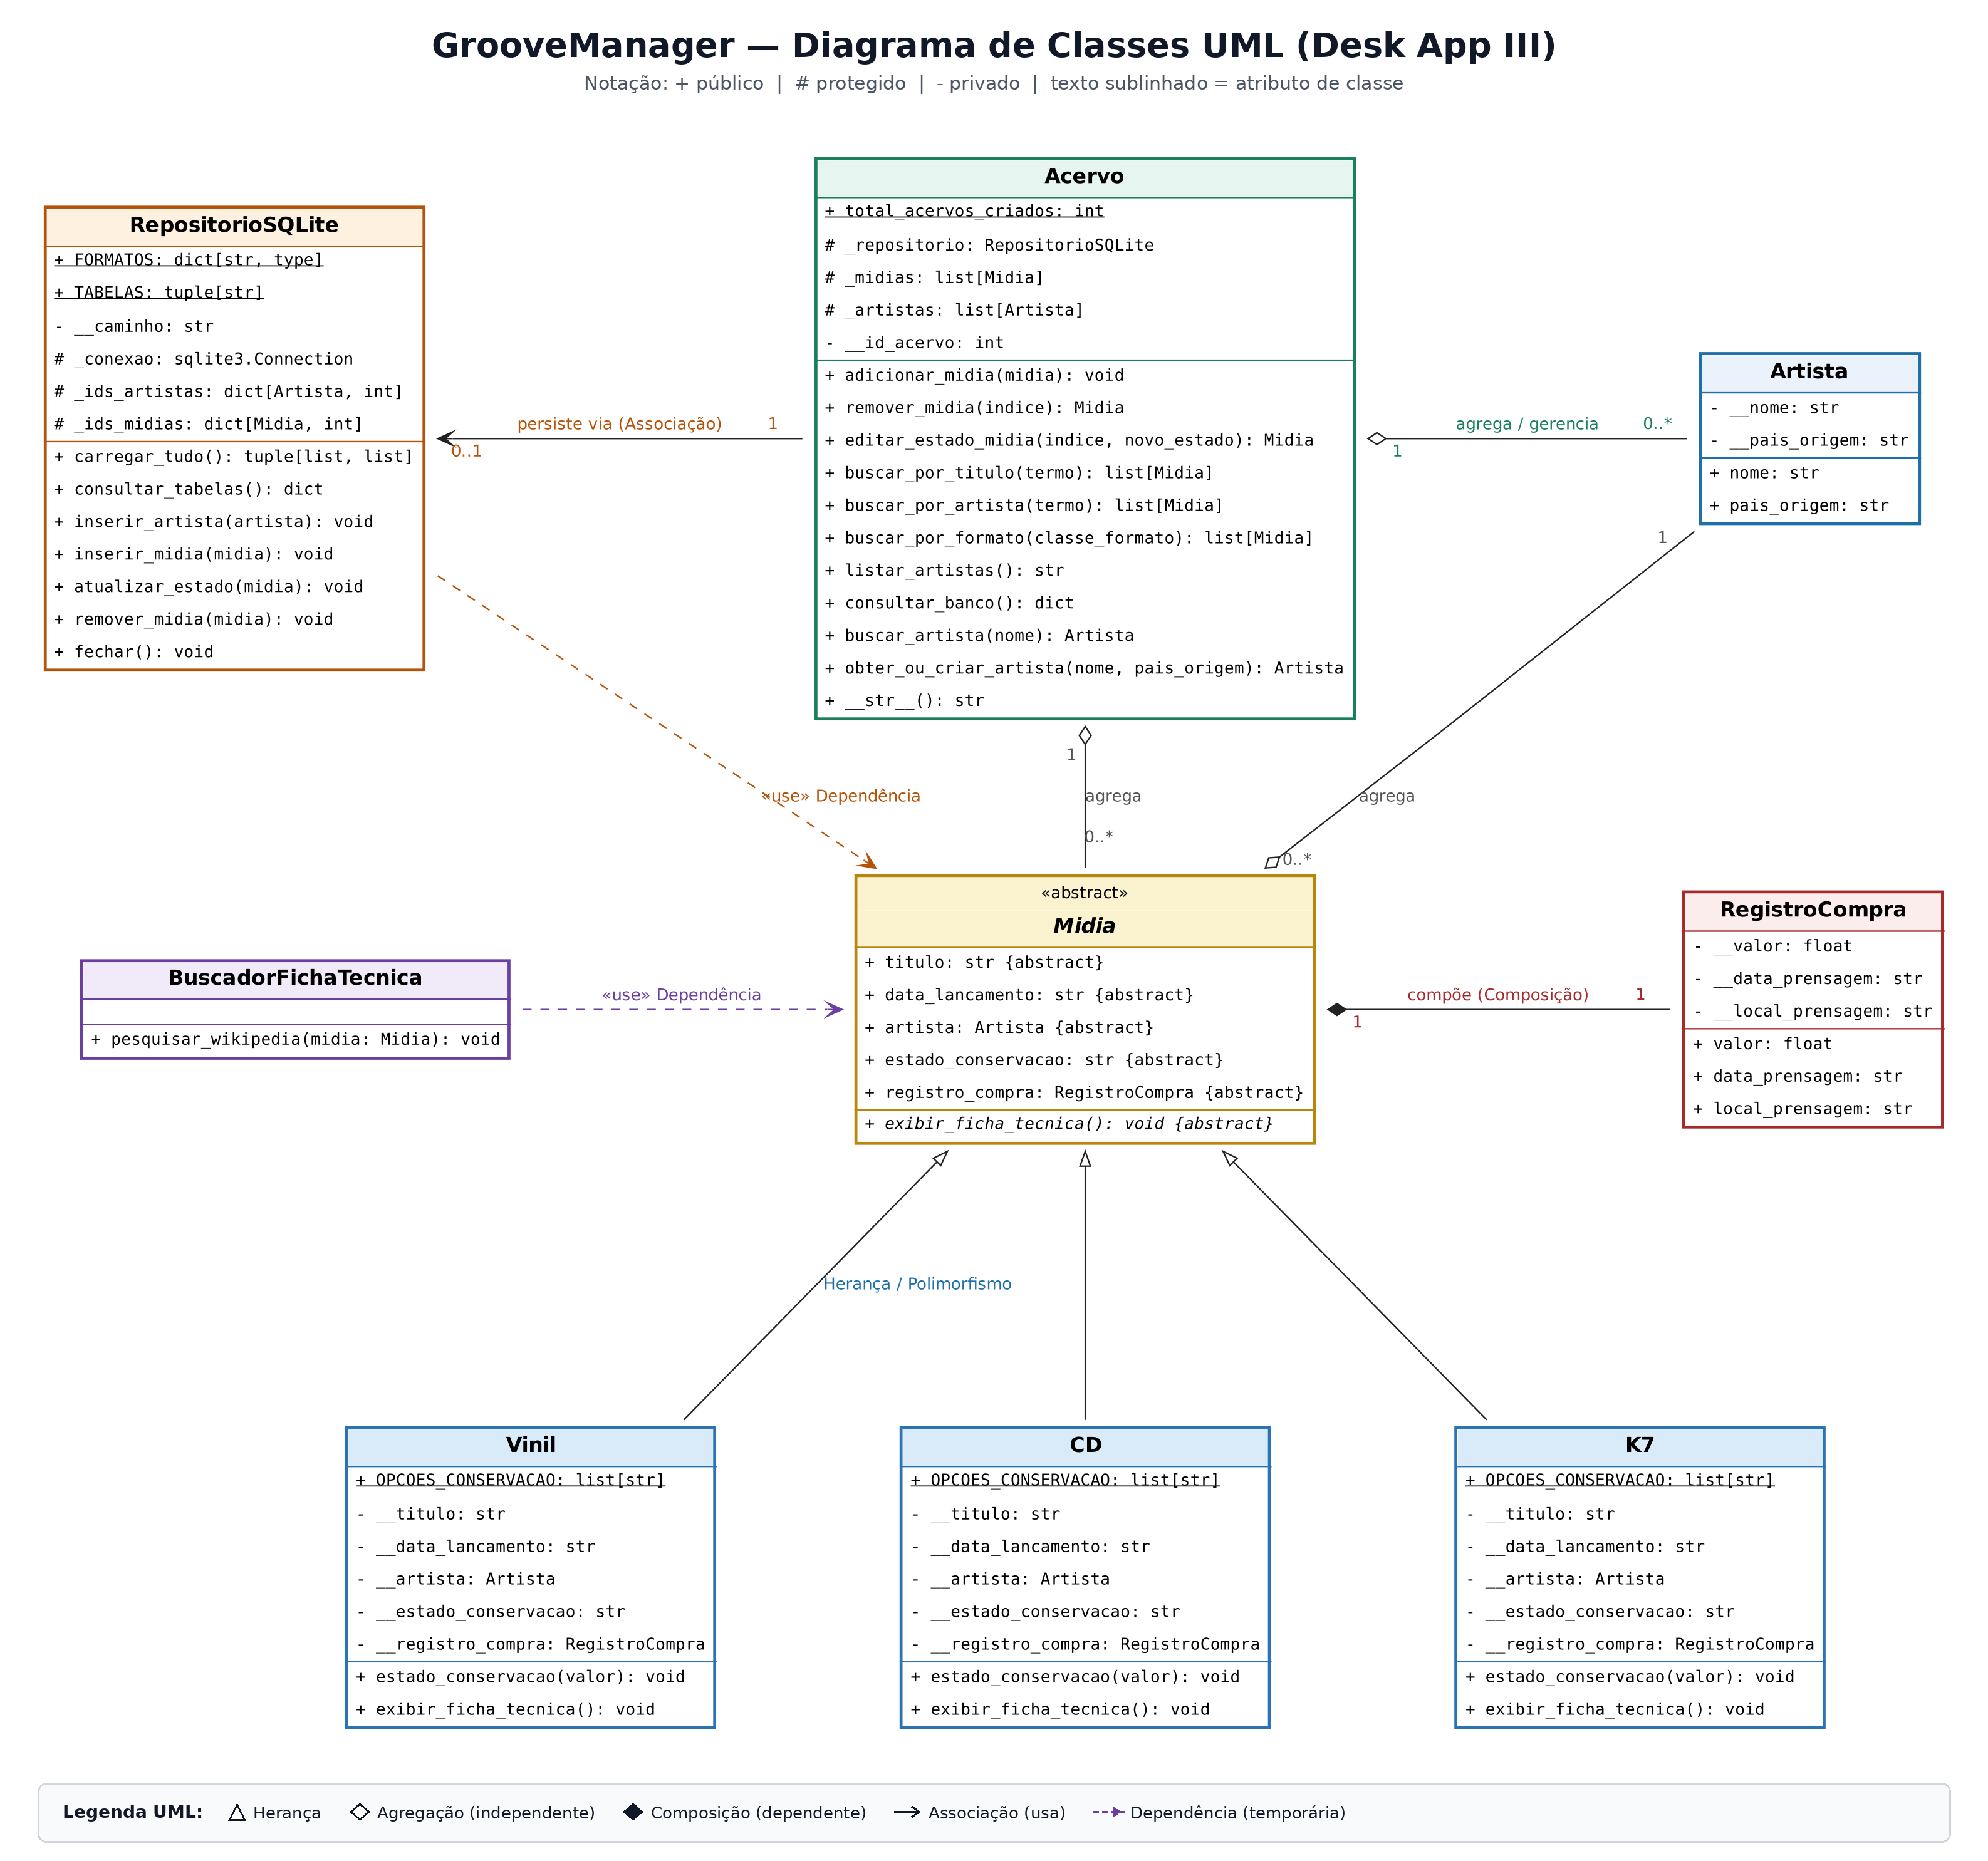 GrooveManager — Diagrama de Classes UML (Desk App III)
Notação: + público | # protegido | - privado | texto sublinhado = atributo de classe
RepositorioSQLite
+ FORMATOS: dict[str, type]
+ TABELAS: tuple[str]
- __caminho: str
# _conexao: sqlite3.Connection
# _ids_artistas: dict[Artista, int]
# _ids_midias: dict[Midia, int]
+ carregar_tudo(): tuple[list, list]
+ consultar_tabelas(): dict
+ inserir_artista(artista): void
+ inserir_midia(midia): void
+ atualizar_estado(midia): void
+ remover_midia(midia): void
+ fechar(): void
persiste via (Associação)
1
0..1
Acervo
+ total_acervos_criados: int
# _repositorio: RepositorioSQLite
# _midias: list[Midia]
# _artistas: list[Artista]
- __id_acervo: int
+ adicionar_midia(midia): void
+ remover_midia(indice): Midia
+ editar_estado_midia(indice, novo_estado): Midia
+ buscar_por_titulo(termo): list[Midia]
+ buscar_por_artista(termo): list[Midia]
+ buscar_por_formato(classe_formato): list[Midia]
+ listar_artistas(): str
+ consultar_banco(): dict
+ buscar_artista(nome): Artista
+ obter_ou_criar_artista(nome, pais_origem): Artista
+ __str__(): str
agrega / gerencia
0..*
1
Artista
- __nome: str
- __pais_origem: str
+ nome: str
+ pais_origem: str
1
1
«use» Dependência
agrega
agrega
0..*
0..*
«abstract»
Midia
+ titulo: str {abstract}
+ data_lancamento: str {abstract}
+ artista: Artista {abstract}
+ estado_conservacao: str {abstract}
+ registro_compra: RegistroCompra {abstract}
+ exibir_ficha_tecnica(): void {abstract}
BuscadorFichaTecnica
+ pesquisar_wikipedia(midia: Midia): void
«use» Dependência
compõe (Composição)
1
1
RegistroCompra
- __valor: float
- __data_prensagem: str
- __local_prensagem: str
+ valor: float
+ data_prensagem: str
+ local_prensagem: str
Herança / Polimorfismo
Vinil
+ OPCOES_CONSERVACAO: list[str]
- __titulo: str
- __data_lancamento: str
- __artista: Artista
- __estado_conservacao: str
- __registro_compra: RegistroCompra
+ estado_conservacao(valor): void
+ exibir_ficha_tecnica(): void
CD
+ OPCOES_CONSERVACAO: list[str]
- __titulo: str
- __data_lancamento: str
- __artista: Artista
- __estado_conservacao: str
- __registro_compra: RegistroCompra
+ estado_conservacao(valor): void
+ exibir_ficha_tecnica(): void
K7
+ OPCOES_CONSERVACAO: list[str]
- __titulo: str
- __data_lancamento: str
- __artista: Artista
- __estado_conservacao: str
- __registro_compra: RegistroCompra
+ estado_conservacao(valor): void
+ exibir_ficha_tecnica(): void
Legenda UML: Herança Agregação (independente) Composição (dependente) Associação (usa) Dependência (temporária)